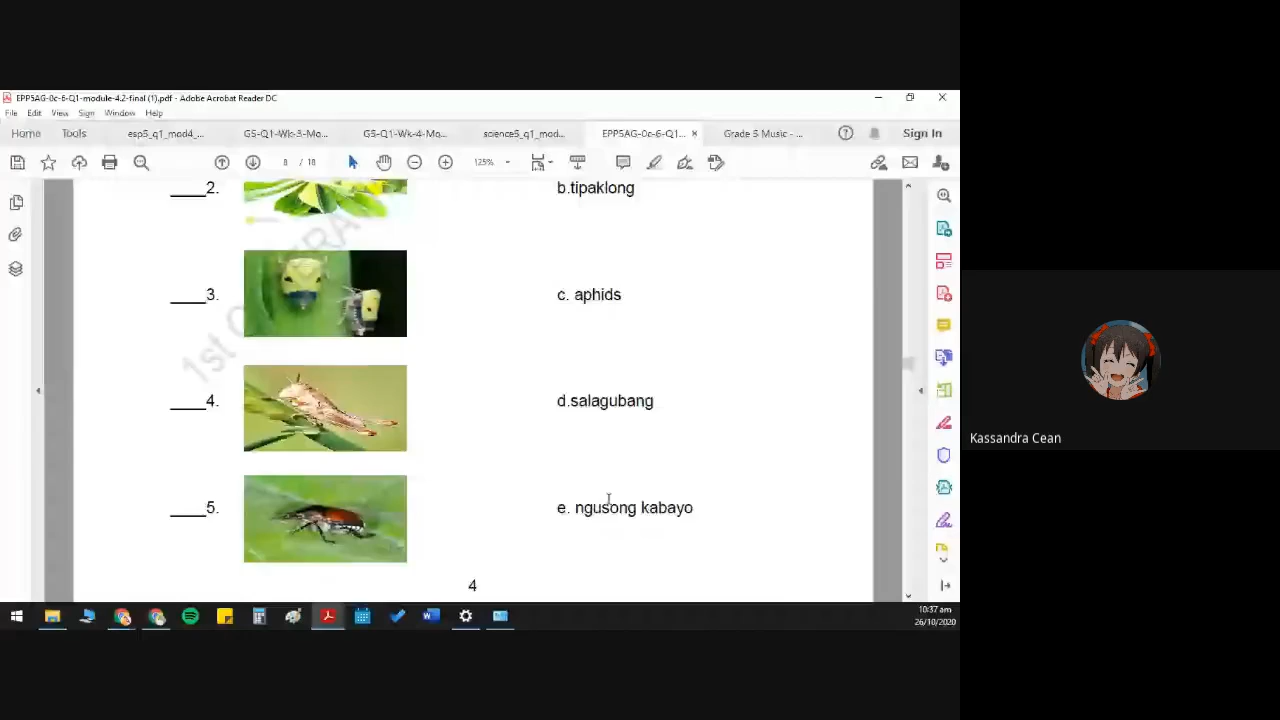 EPP5AG-0c-6-Q1-module-4.2-final (1).pdf - Adobe Acrobat Reader DC
File Edit View Sign Window Help
Home Tools esp5_q1_mod4_... G5-Q1-Wk-3-Mo... G5-Q1-Wk-4-Mo... science5_q1_mod... EPP5AG-0c-6-Q1... × Grade 5 Music - ... Sign In
8 / 18 125%
____2. b.tipaklong
____3. c. aphids
____4. d.salagubang
____5. e. ngusong kabayo
4
1st
Kassandra Cean
10:37 am
26/10/2020